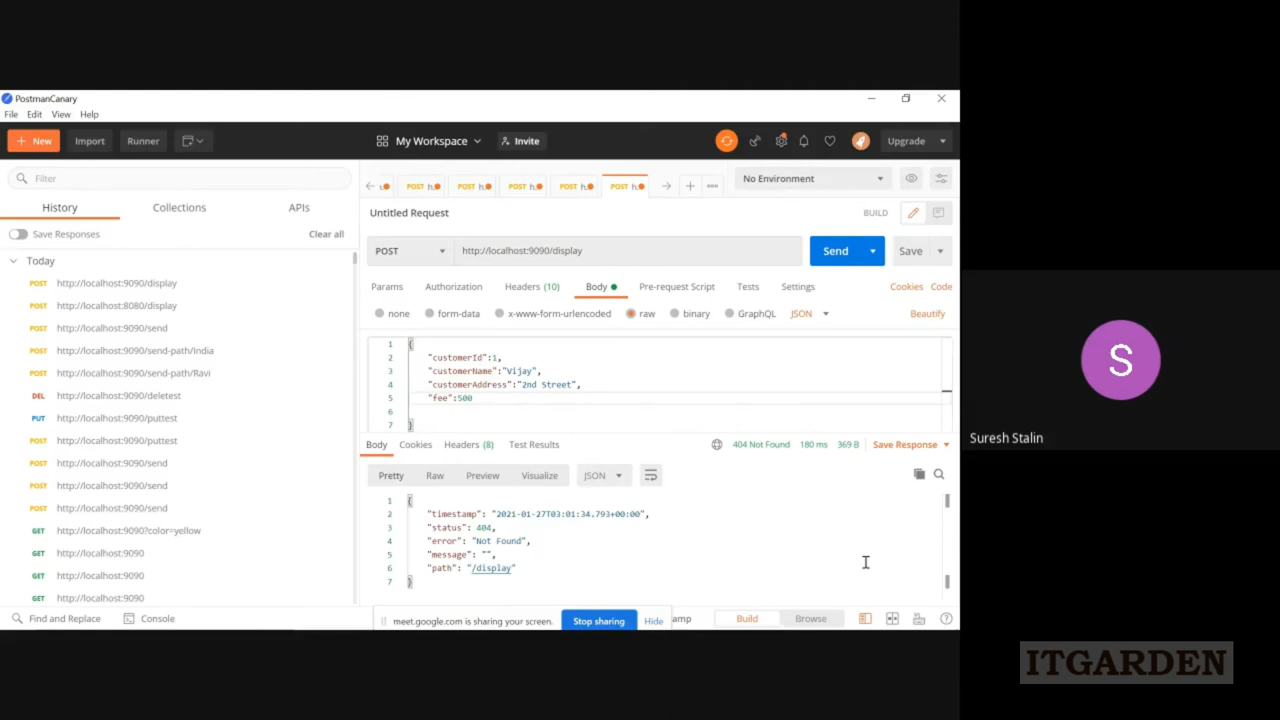 PostmanCanary
File Edit View Help
New Import Runner My Workspace Invite Upgrade
Filter
History Collections APIs
Save Responses Clear all
Today
POST http://localhost:9090/display
POST http://localhost:8080/display
POST http://localhost:9090/send
POST http://localhost:9090/send-path/India
POST http://localhost:9090/send-path/Ravi
DEL http://localhost:9090/deletest
PUT http://localhost:9090/puttest
POST http://localhost:9090/puttest
POST http://localhost:9090/send
POST http://localhost:9090/send
POST http://localhost:9090/send
GET http://localhost:9090?color=yellow
GET http://localhost:9090
GET http://localhost:9090
GET http://localhost:9090
Find and Replace Console
POST h. POST h. POST h. POST h. POST h. No Environment
Untitled Request BUILD
POST http://localhost:9090/display Send Save
Params Authorization Headers (10) Body Pre-request Script Tests Settings Cookies Code
none form-data x-www-form-urlencoded raw binary GraphQL JSON Beautify
1 {
2 "customerId":1,
3 "customerName":"Vijay",
4 "customerAddress":"2nd Street",
5 "fee":500
6
7 }
Body Cookies Headers (8) Test Results 404 Not Found 180 ms 369 B Save Response
Pretty Raw Preview Visualize JSON
1 {
2 "timestamp": "2021-01-27T03:01:34.793+00:00",
3 "status": 404,
4 "error": "Not Found",
5 "message": "",
6 "path": "/display"
7 }
meet.google.com is sharing your screen. Stop sharing Hide amp Build Browse
S
Suresh Stalin
ITGARDEN